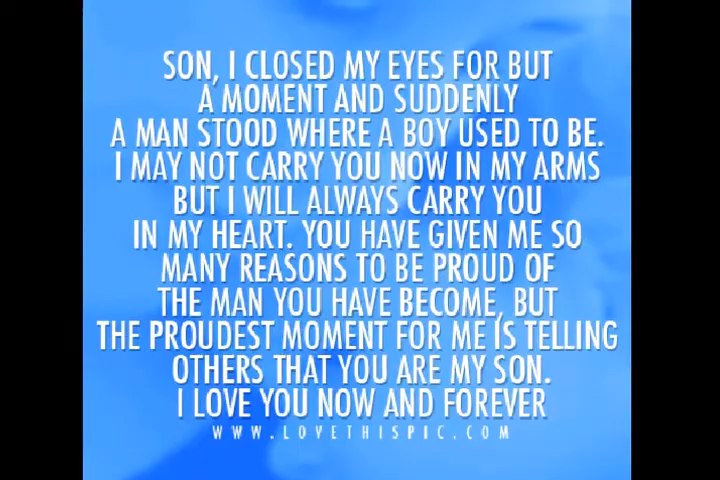 SON, I CLOSED MY EYES FOR BUT
A MOMENT AND SUDDENLY
A MAN STOOD WHERE A BOY USED TO BE.
I MAY NOT CARRY YOU NOW IN MY ARMS
BUT I WILL ALWAYS CARRY YOU
IN MY HEART. YOU HAVE GIVEN ME SO
MANY REASONS TO BE PROUD OF
THE MAN YOU HAVE BECOME, BUT
THE PROUDEST MOMENT FOR ME IS TELLING
OTHERS THAT YOU ARE MY SON.
I LOVE YOU NOW AND FOREVER
WWW.LOVETHISPIC.COM